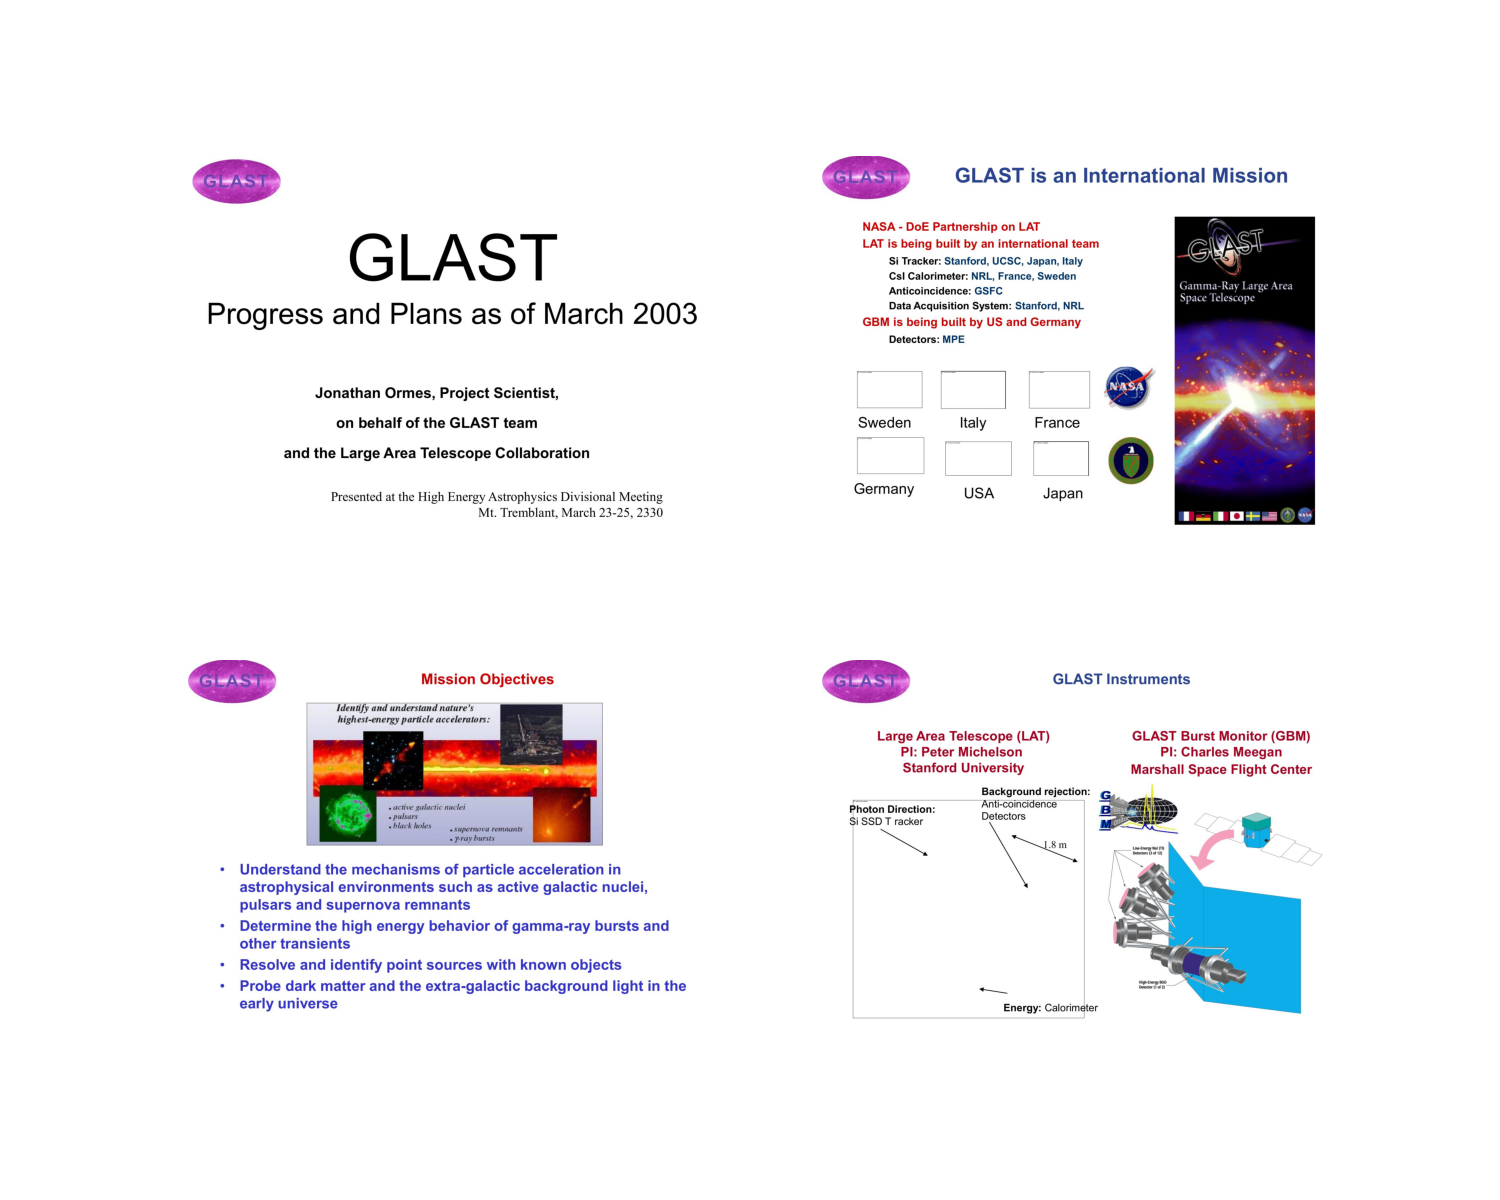 GLAST
GLAST
Progress and Plans as of March 2003
Jonathan Ormes, Project Scientist,
on behalf of the GLAST team
and the Large Area Telescope Collaboration
Presented at the High Energy Astrophysics Divisional Meeting
Mt. Tremblant, March 23-25, 2330
GLAST
GLAST is an International Mission
NASA - DoE Partnership on LAT
LAT is being built by an international team
Si Tracker: Stanford, UCSC, Japan, Italy
CsI Calorimeter: NRL, France, Sweden
Anticoincidence: GSFC
Data Acquisition System: Stanford, NRL
GBM is being built by US and Germany
Detectors: MPE
Sweden
Italy
France
NASA
Germany
USA
Japan
GLAST
Gamma-Ray Large Area
Space Telescope
NASA
GLAST
Mission Objectives
Identify and understand nature's
highest-energy particle accelerators:
• active galactic nuclei
• pulsars
• black holes
• supernova remnants
• γ-ray bursts
• Understand the mechanisms of particle acceleration in
astrophysical environments such as active galactic nuclei,
pulsars and supernova remnants
• Determine the high energy behavior of gamma-ray bursts and
other transients
• Resolve and identify point sources with known objects
• Probe dark matter and the extra-galactic background light in the
early universe
GLAST
GLAST Instruments
Large Area Telescope (LAT)
PI: Peter Michelson
Stanford University
GLAST Burst Monitor (GBM)
PI: Charles Meegan
Marshall Space Flight Center
Photon Direction:
Si SSD T racker
Background rejection:
Anti-coincidence
Detectors
1.8 m
Energy: Calorimeter
GBM
Low-Energy NaI (Tl)
Detectors (3 of 12)
High-Energy BGO
Detector (1 of 2)